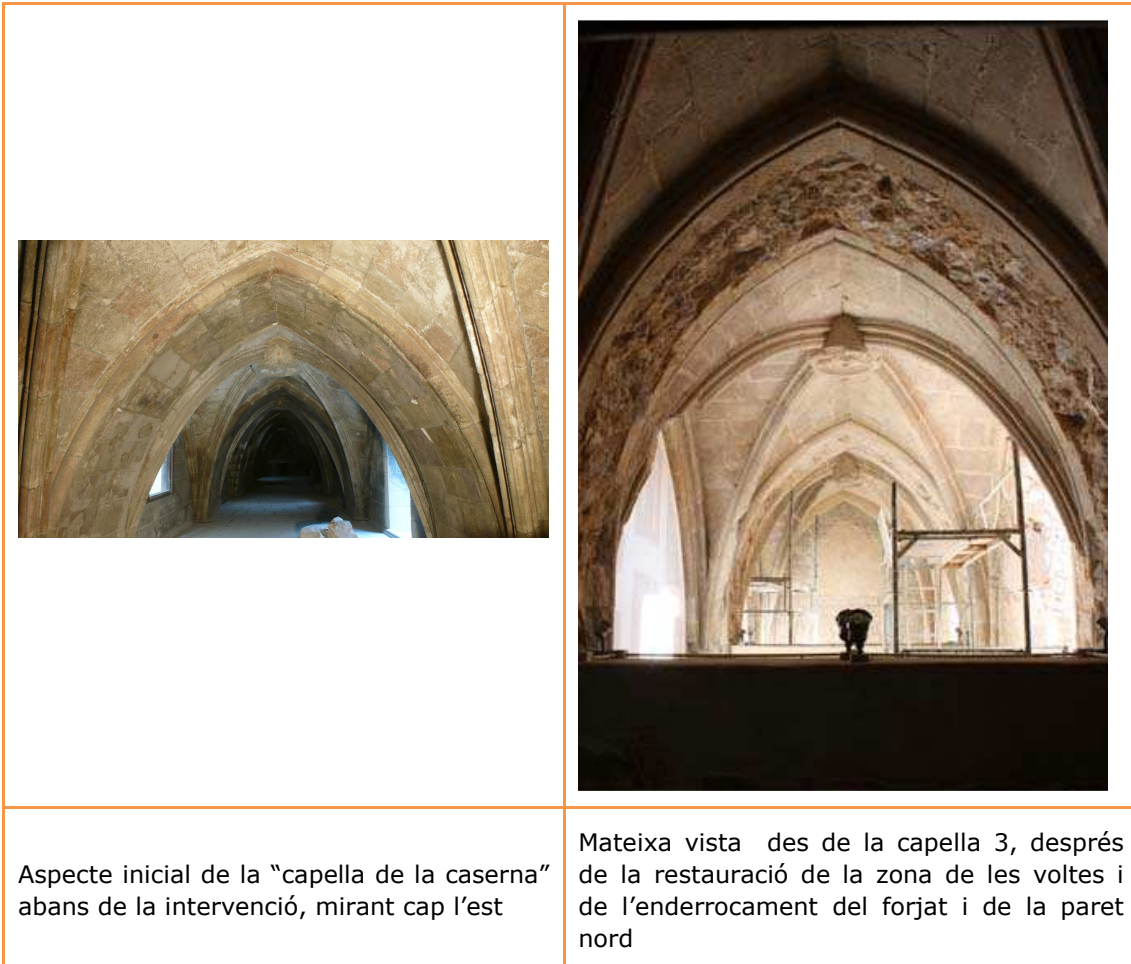 Aspecte inicial de la “capella de la caserna”
abans de la intervenció, mirant cap l’est
Mateixa vista des de la capella 3, després
de la restauració de la zona de les voltes i
de l’enderrocament del forjat i de la paret
nord